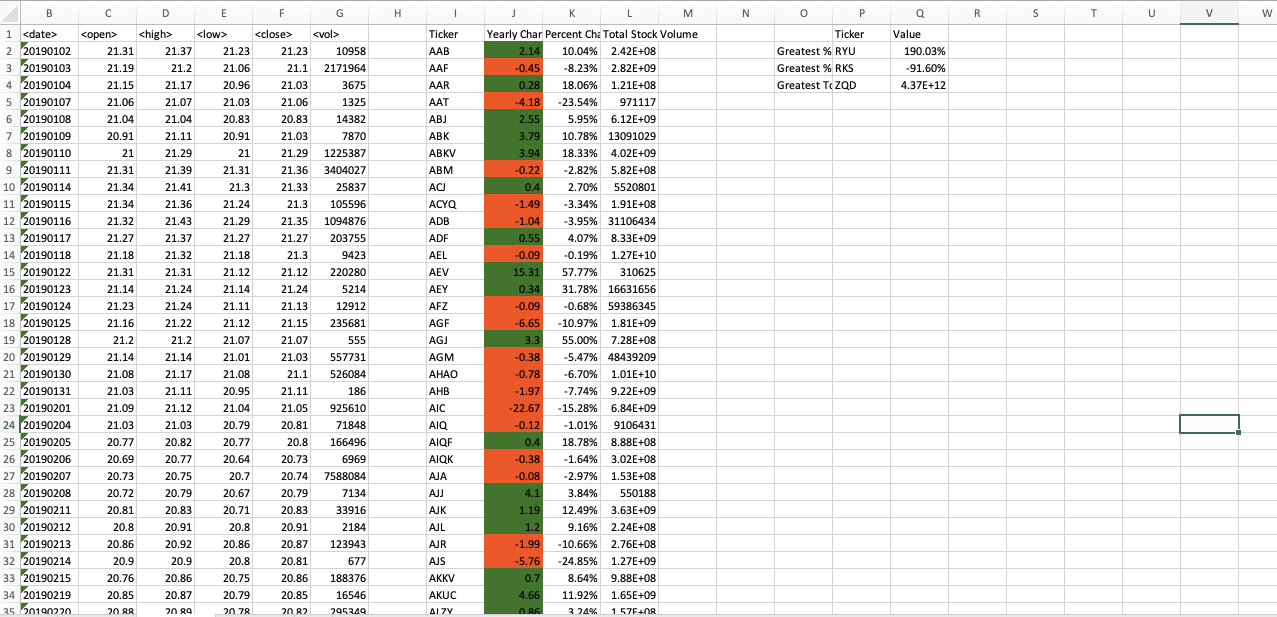 B C D E F G H I J K L M N O P Q R S T U V W
1 <date> <open> <high> <low> <close> <vol> Ticker Yearly Char Percent Cha Total Stock Volume Ticker Value
2 20190102 21.31 21.37 21.23 21.23 10958 AAB 2.14 10.04% 2.42E+08 Greatest % RYU 190.03%
3 20190103 21.19 21.2 21.06 21.1 2171964 AAF -0.45 -8.23% 2.82E+09 Greatest % RKS -91.60%
4 20190104 21.15 21.17 20.96 21.03 3675 AAR 0.28 18.06% 1.21E+08 Greatest To ZQD 4.37E+12
5 20190107 21.06 21.07 21.03 21.06 1325 AAT -4.18 -23.54% 971117
6 20190108 21.04 21.04 20.83 20.83 14382 ABJ 2.55 5.95% 6.12E+09
7 20190109 20.91 21.11 20.91 21.03 7870 ABK 3.79 10.78% 13091029
8 20190110 21 21.29 21 21.29 1225387 ABKV 3.94 18.33% 4.02E+09
9 20190111 21.31 21.39 21.31 21.36 3404027 ABM -0.22 -2.82% 5.82E+08
10 20190114 21.34 21.41 21.3 21.33 25837 ACJ 0.4 2.70% 5520801
11 20190115 21.34 21.36 21.24 21.3 105596 ACYQ -1.49 -3.34% 1.91E+08
12 20190116 21.32 21.43 21.29 21.35 1094876 ADB -1.04 -3.95% 31106434
13 20190117 21.27 21.37 21.27 21.27 203755 ADF 0.55 4.07% 8.33E+09
14 20190118 21.18 21.32 21.18 21.3 9423 AEL -0.09 -0.19% 1.27E+10
15 20190122 21.31 21.31 21.12 21.12 220280 AEV 15.31 57.77% 310625
16 20190123 21.14 21.24 21.14 21.24 5214 AEY 0.34 31.78% 16631656
17 20190124 21.23 21.24 21.11 21.13 12912 AFZ -0.09 -0.68% 59386345
18 20190125 21.16 21.22 21.12 21.15 235681 AGF -6.65 -10.97% 1.81E+09
19 20190128 21.2 21.2 21.07 21.07 555 AGJ 3.3 55.00% 7.28E+08
20 20190129 21.14 21.14 21.01 21.03 557731 AGM -0.38 -5.47% 48439209
21 20190130 21.08 21.17 21.08 21.1 526084 AHAO -0.78 -6.70% 1.01E+10
22 20190131 21.03 21.11 20.95 21.11 186 AHB -1.97 -7.74% 9.22E+09
23 20190201 21.09 21.12 21.04 21.05 925610 AIC -22.67 -15.28% 6.84E+09
24 20190204 21.03 21.03 20.79 20.81 71848 AIQ -0.12 -1.01% 9106431
25 20190205 20.77 20.82 20.77 20.8 166496 AIQF 0.4 18.78% 8.88E+08
26 20190206 20.69 20.77 20.64 20.73 6969 AIQK -0.38 -1.64% 3.02E+08
27 20190207 20.73 20.75 20.7 20.74 7588084 AJA -0.08 -2.97% 1.53E+08
28 20190208 20.72 20.79 20.67 20.79 7134 AJJ 4.1 3.84% 550188
29 20190211 20.81 20.83 20.71 20.83 33916 AJK 1.19 12.49% 3.63E+09
30 20190212 20.8 20.91 20.8 20.91 2184 AJL 1.2 9.16% 2.24E+08
31 20190213 20.86 20.92 20.86 20.87 123943 AJR -1.99 -10.66% 2.76E+08
32 20190214 20.9 20.9 20.8 20.81 677 AJS -5.76 -24.85% 1.27E+09
33 20190215 20.76 20.86 20.75 20.86 188376 AKKV 0.7 8.64% 9.88E+08
34 20190219 20.85 20.87 20.79 20.85 16546 AKUC 4.66 11.92% 1.65E+09
35 20190220 20.88 20.89 20.78 20.82 295349 ALZY 0.86 3.24% 1.57E+08